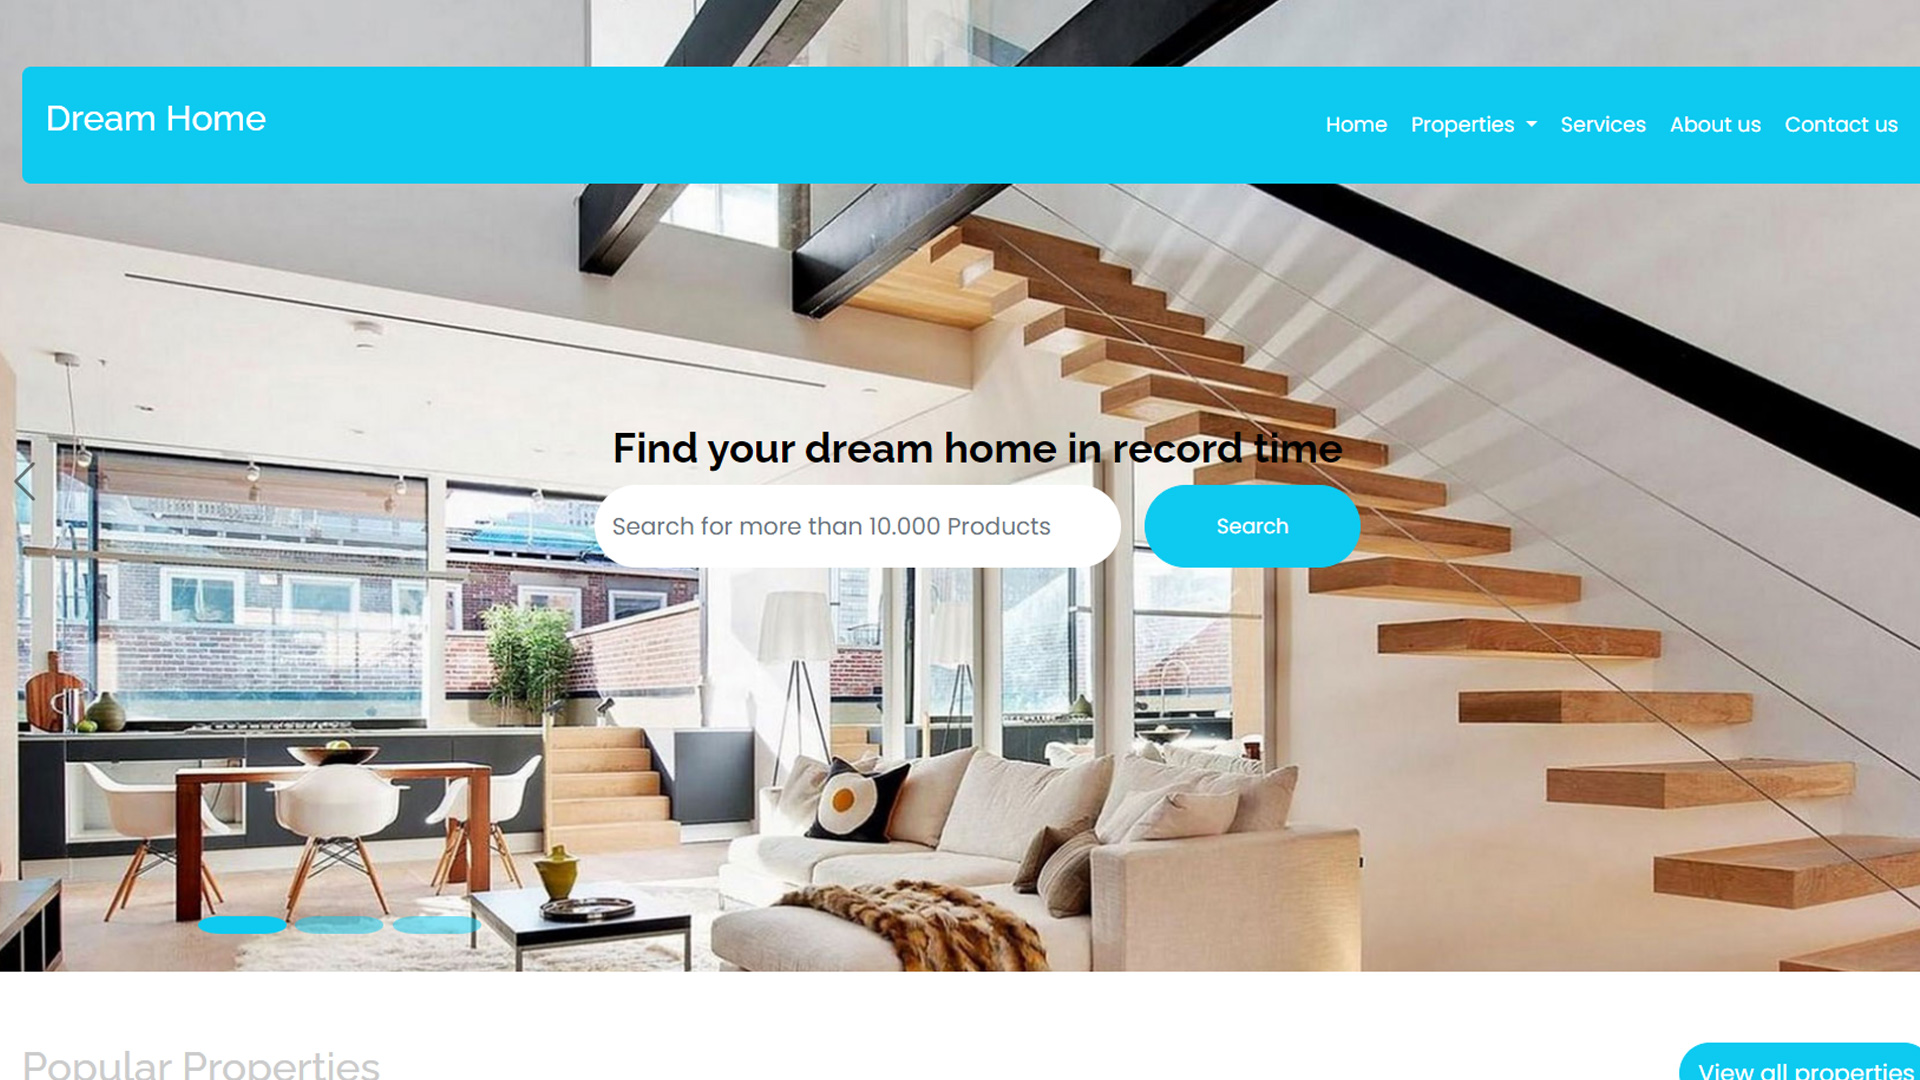 Dream Home
Home Properties Services About us Contact us
Find your dream home in record time
Search for more than 10.000 Products
Search
Popular Properties
View all properties